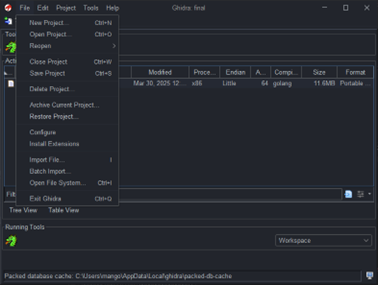 Ghidra: final
File Edit Project Tools Help
New Project... Ctrl+N
Open Project... Ctrl+O
Reopen
Close Project Ctrl+W
Save Project Ctrl+S
Delete Project...
Archive Current Project...
Restore Project...
Configure
Install Extensions
Import File... I
Batch Import...
Open File System... Ctrl+I
Exit Ghidra Ctrl+Q
Too
Acti
Modified Proce... Endian A... Compi... Size Format
Mar 30, 2025 12... x86 Little 64 golang 11.6MB Portable ...
Filt
Tree View Table View
Running Tools
Workspace
Packed database cache: C:\Users\mango\AppData\Local\ghidra\packed-db-cache